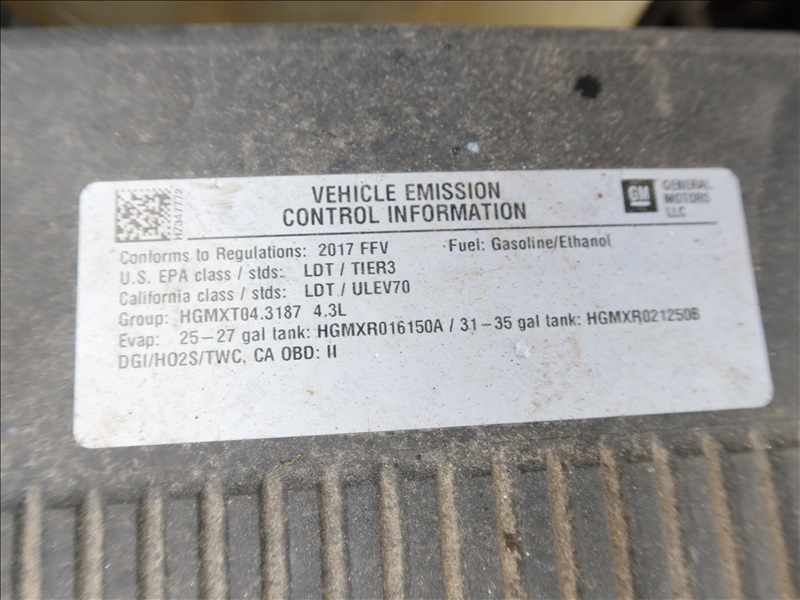 VEHICLE EMISSION
CONTROL INFORMATION
GM
GENERAL
MOTORS
LLC
HZ347772
Conforms to Regulations: 2017 FFV Fuel: Gasoline/Ethanol
U.S. EPA class / stds: LDT / TIER3
California class / stds: LDT / ULEV70
Group: HGMXT04.3187 4.3L
Evap: 25-27 gal tank: HGMXR016150A / 31-35 gal tank: HGMXR021250B
DGI/HO2S/TWC, CA OBD: II